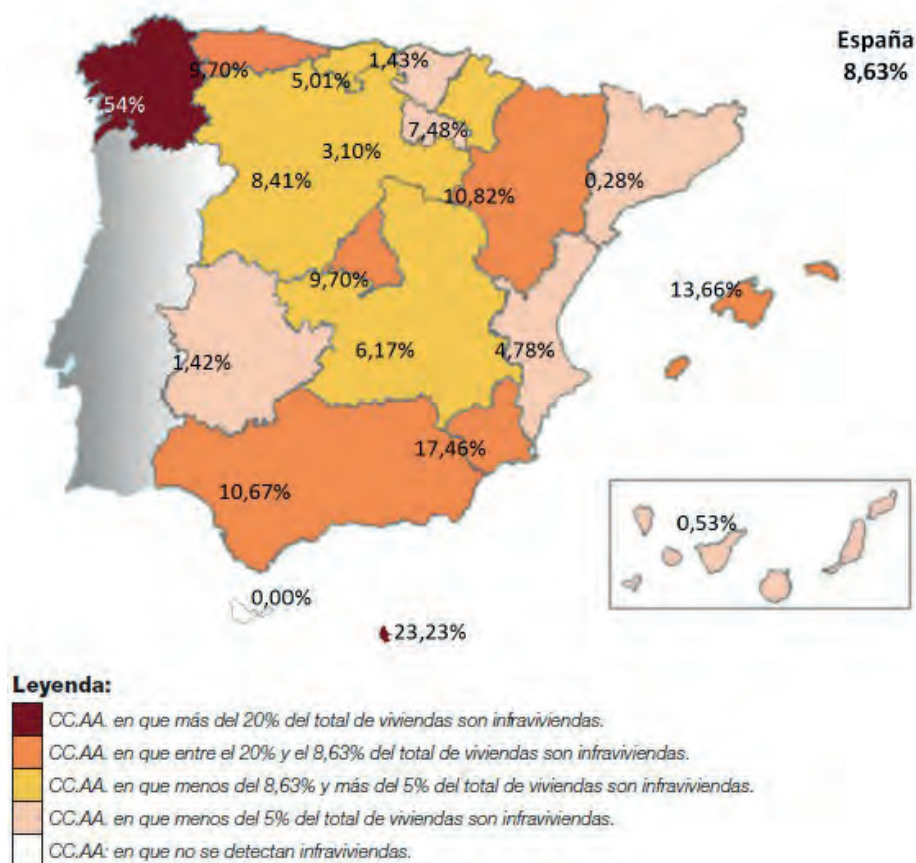 España
8,63%
9,70%
5,01%
1,43%
54%
7,48%
3,10%
8,41%
10,82%
0,28%
9,70%
13,66%
1,42%
6,17%
4,78%
17,46%
10,67%
0,53%
0,00%
23,23%
Leyenda:
CC.AA. en que más del 20% del total de viviendas son infraviviendas.
CC.AA. en que entre el 20% y el 8,63% del total de viviendas son infraviviendas.
CC.AA. en que menos del 8,63% y más del 5% del total de viviendas son infraviviendas.
CC.AA. en que menos del 5% del total de viviendas son infraviviendas.
CC.AA: en que no se detectan infraviviendas.